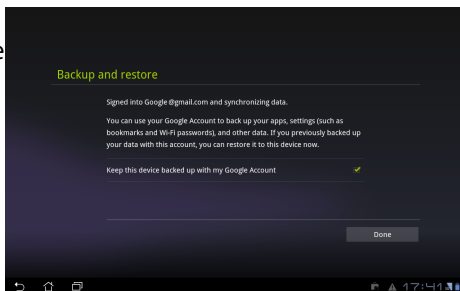 e
Backup and restore
Signed into Google @gmail.com and synchronizing data.
You can use your Google Account to back up your apps, settings (such as
bookmarks and Wi-Fi passwords), and other data. If you previously backed up
your data with this account, you can restore it to this device now.
Keep this device backed up with my Google Account
Done
17:41